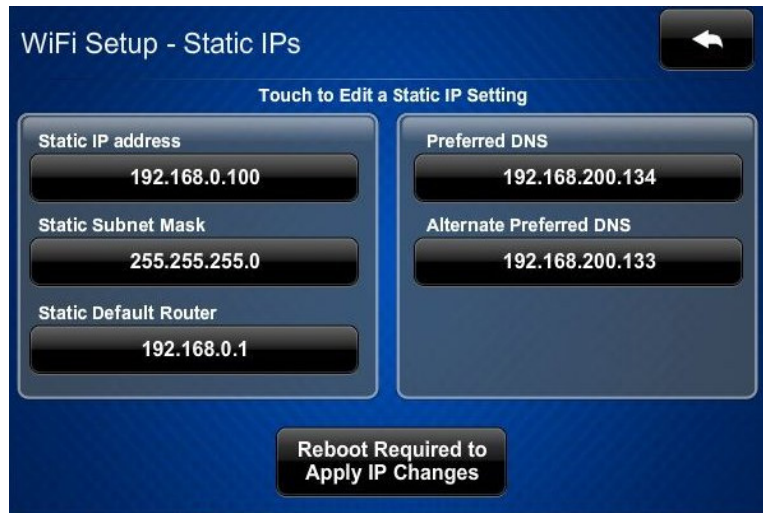 WiFi Setup - Static IPs
Touch to Edit a Static IP Setting
Static IP address
192.168.0.100
Static Subnet Mask
255.255.255.0
Static Default Router
192.168.0.1
Preferred DNS
192.168.200.134
Alternate Preferred DNS
192.168.200.133
Reboot Required to
Apply IP Changes